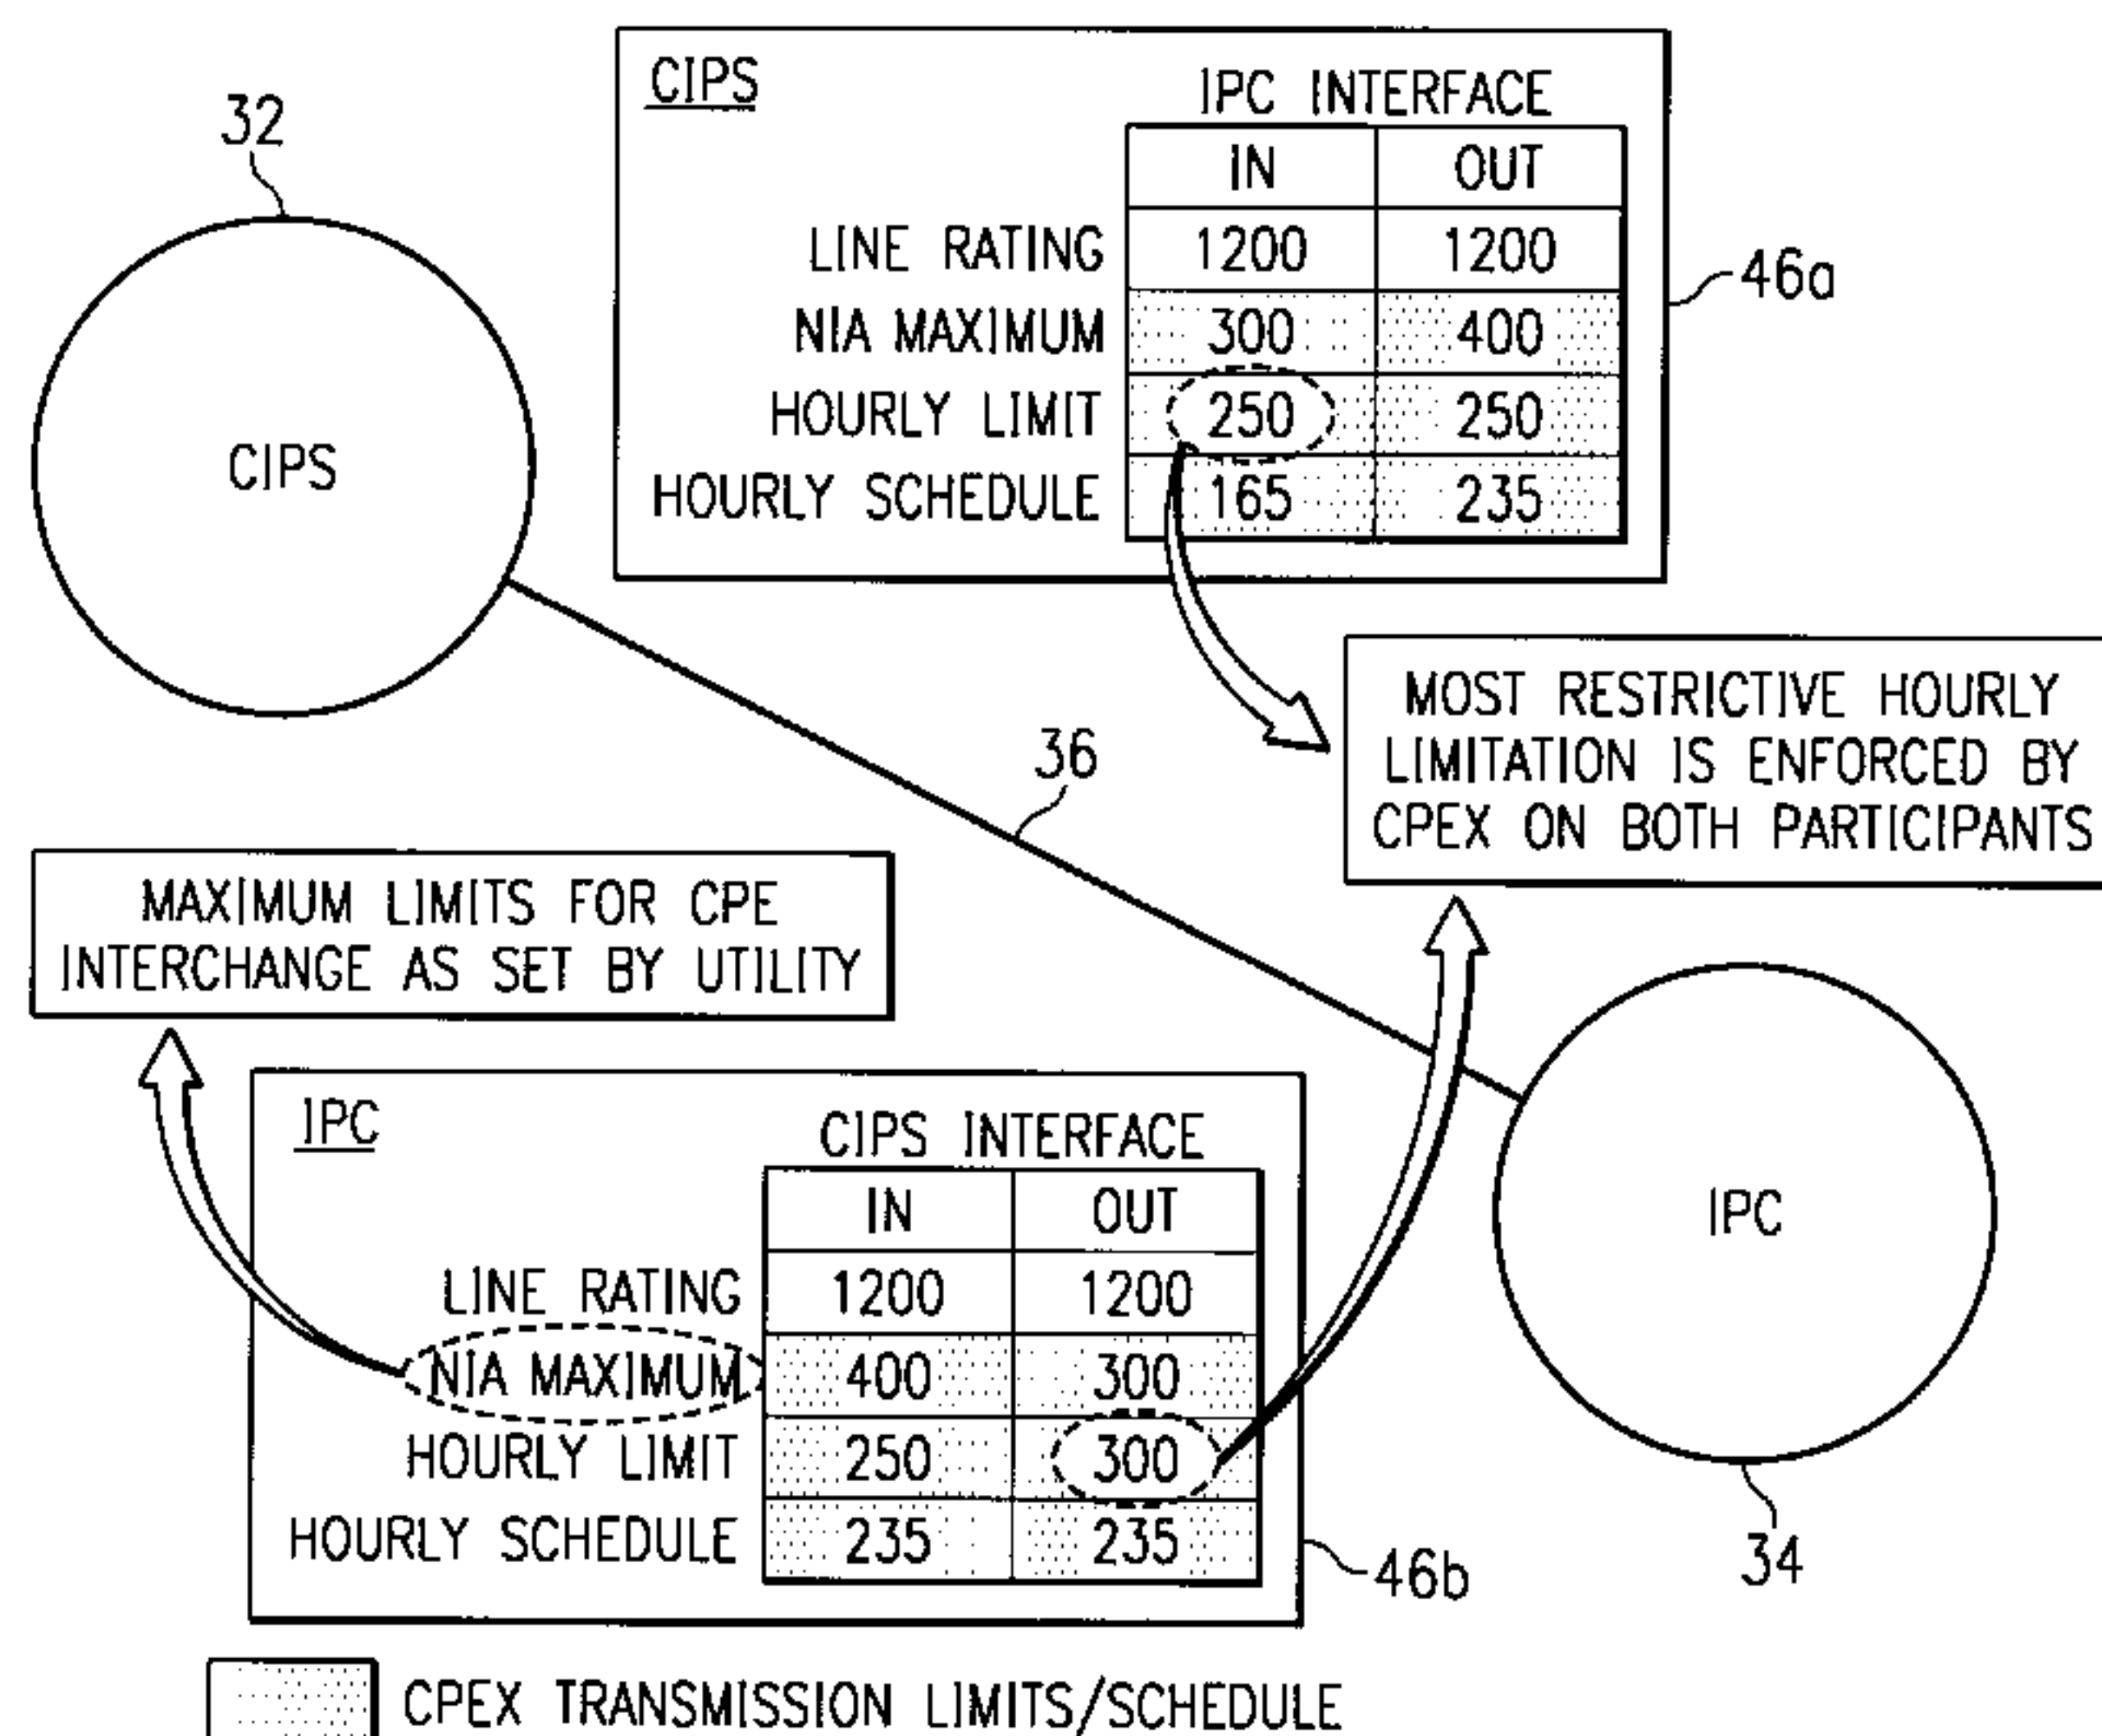 CIPS
IPC INTERFACE
IN OUT
LINE RATING 1200 1200
NIA MAXIMUM 300 400
HOURLY LIMIT 250 250
HOURLY SCHEDULE 165 235
46a
32
CIPS
MOST RESTRICTIVE HOURLY
LIMITATION IS ENFORCED BY
CPEX ON BOTH PARTICIPANTS
36
MAXIMUM LIMITS FOR CPE
INTERCHANGE AS SET BY UTILITY
IPC
CIPS INTERFACE
IN OUT
LINE RATING 1200 1200
NIA MAXIMUM 400 300
HOURLY LIMIT 250 300
HOURLY SCHEDULE 235 235
46b
IPC
34
CPEX TRANSMISSION LIMITS/SCHEDULE